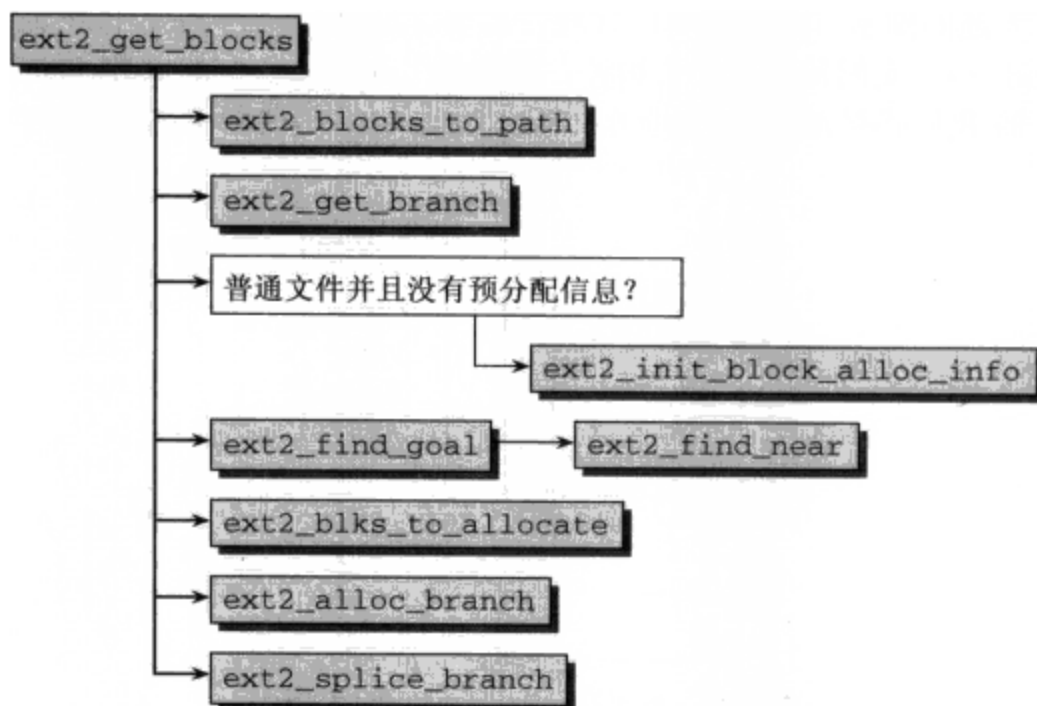 ext2_get_blocks
ext2_blocks_to_path
ext2_get_branch
普通文件并且没有预分配信息？
ext2_init_block_alloc_info
ext2_find_goal
ext2_find_near
ext2_blks_to_allocate
ext2_alloc_branch
ext2_splice_branch